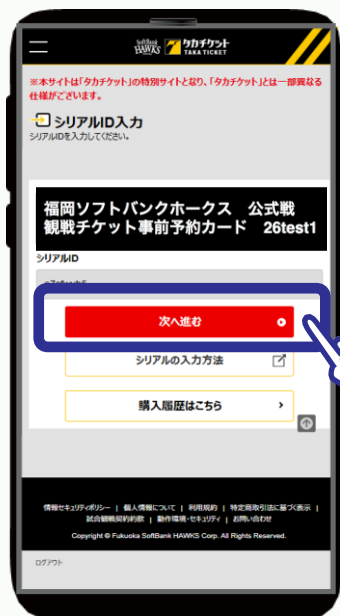 SoftBank
HAWKS タカチケット
TAKA TICKET
※本サイトは「タカチケット」の特別サイトとなり、「タカチケット」とは一部異なる
仕様がございます。
シリアルID入力
シリアルIDを入力してください。
福岡ソフトバンクホークス　公式戦
観戦チケット事前予約カード　26test1
シリアルID
次へ進む
シリアルの入力方法
購入履歴はこちら
情報セキュリティポリシー | 個人情報について | 利用規約 | 特定商取引法に基づく表示 |
試合観戦契約約款 | 動作環境・セキュリティ | お問い合わせ
Copyright © Fukuoka SoftBank HAWKS Corp. All Rights Reserved.
ログアウト